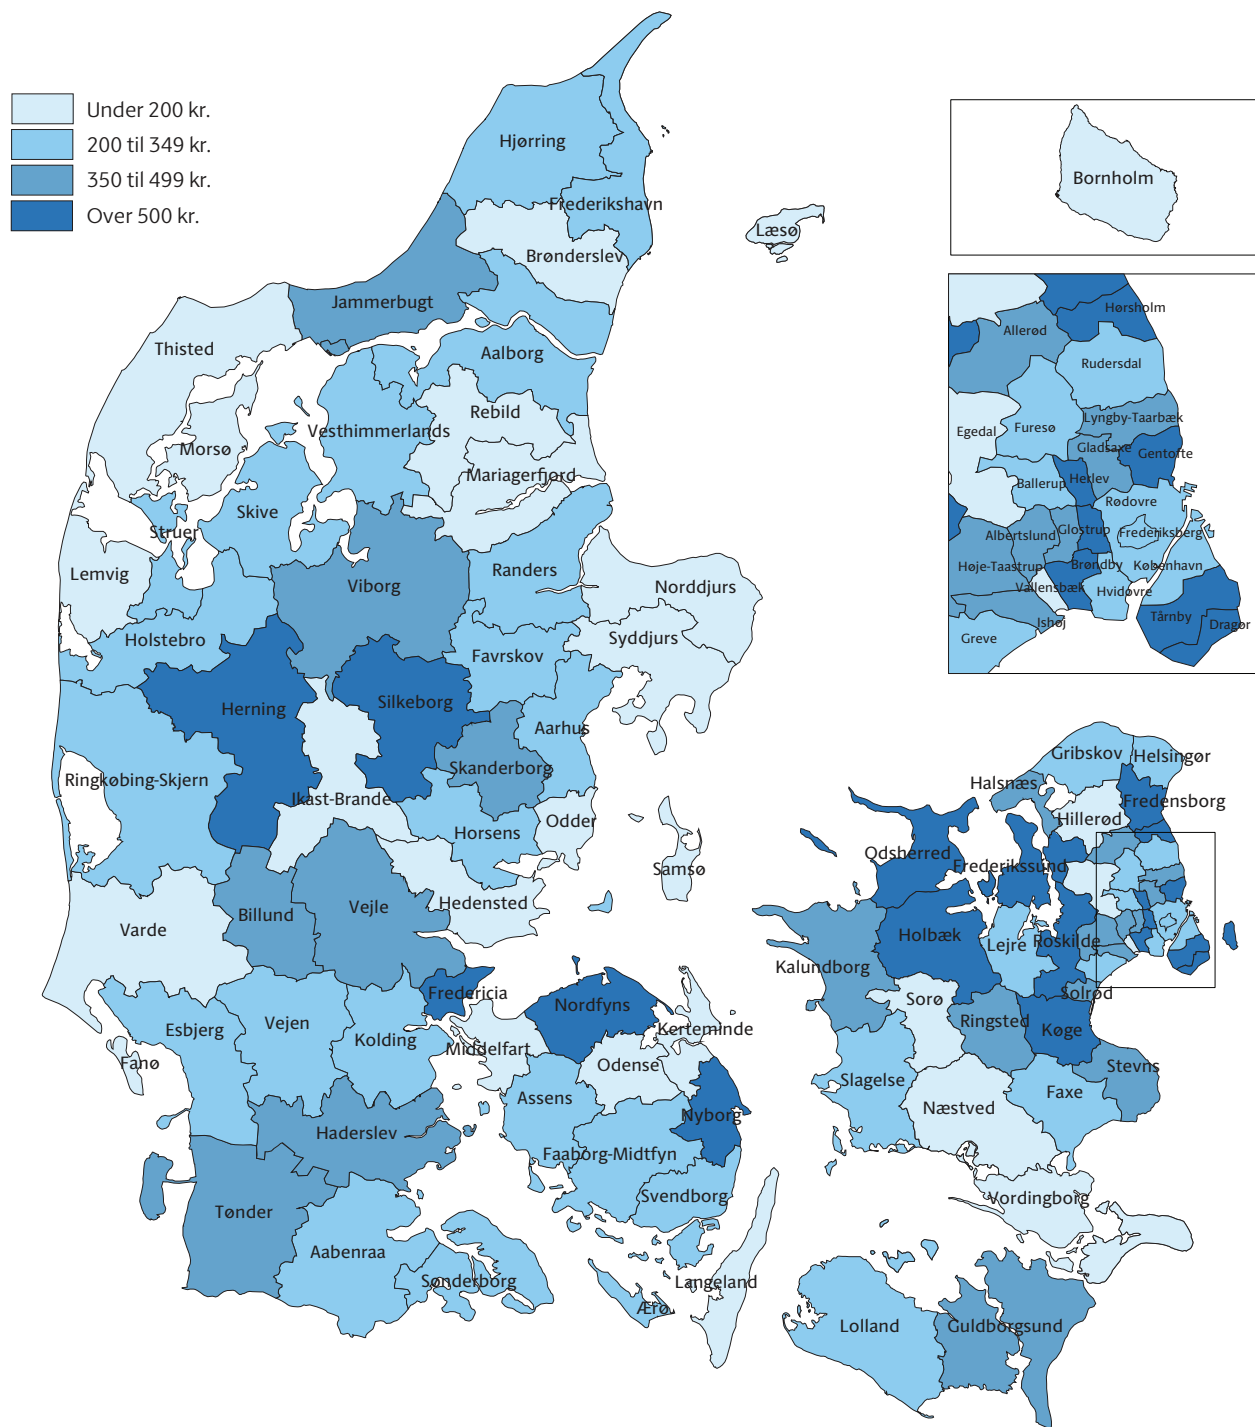 Under 200 kr.
200 til 349 kr.
350 til 499 kr.
Over 500 kr.
Hjørring
Frederikshavn
Læsø
Brønderslev
Jammerbugt
Thisted
Aalborg
Rebild
Vesthimmerlands
Morsø
Mariagerfjord
Skive
Struer
Lemvig
Viborg
Randers
Norddjurs
Syddjurs
Holstebro
Favrskov
Herning
Silkeborg
Aarhus
Skanderborg
Ringkøbing-Skjern
Ikast-Brande
Horsens
Odder
Samsø
Hedensted
Billund
Vejle
Varde
Fredericia
Vejen
Esbjerg
Kolding
Fanø
Haderslev
Tønder
Aabenraa
Sønderborg
Nordfyns
Kerteminde
Middelfart
Odense
Assens
Nyborg
Faaborg-Midtfyn
Svendborg
Langeland
Ærø
Bornholm
Hørsholm
Allerød
Rudersdal
Lyngby-Taarbæk
Egedal
Furesø
Gladsaxe
Gentofte
Ballerup
Herlev
Rødovre
Albertslund
Glostrup
Frederiksberg
Høje-Taastrup
Brøndby
København
Vallensbæk
Hvidovre
Ishøj
Tårnby
Dragør
Greve
Gribskov
Helsingør
Halsnæs
Fredensborg
Hillerød
Odsherred
Frederikssund
Holbæk
Lejre
Roskilde
Kalundborg
Solrød
Sorø
Ringsted
Køge
Stevns
Slagelse
Faxe
Næstved
Vordingborg
Lolland
Guldborgsund